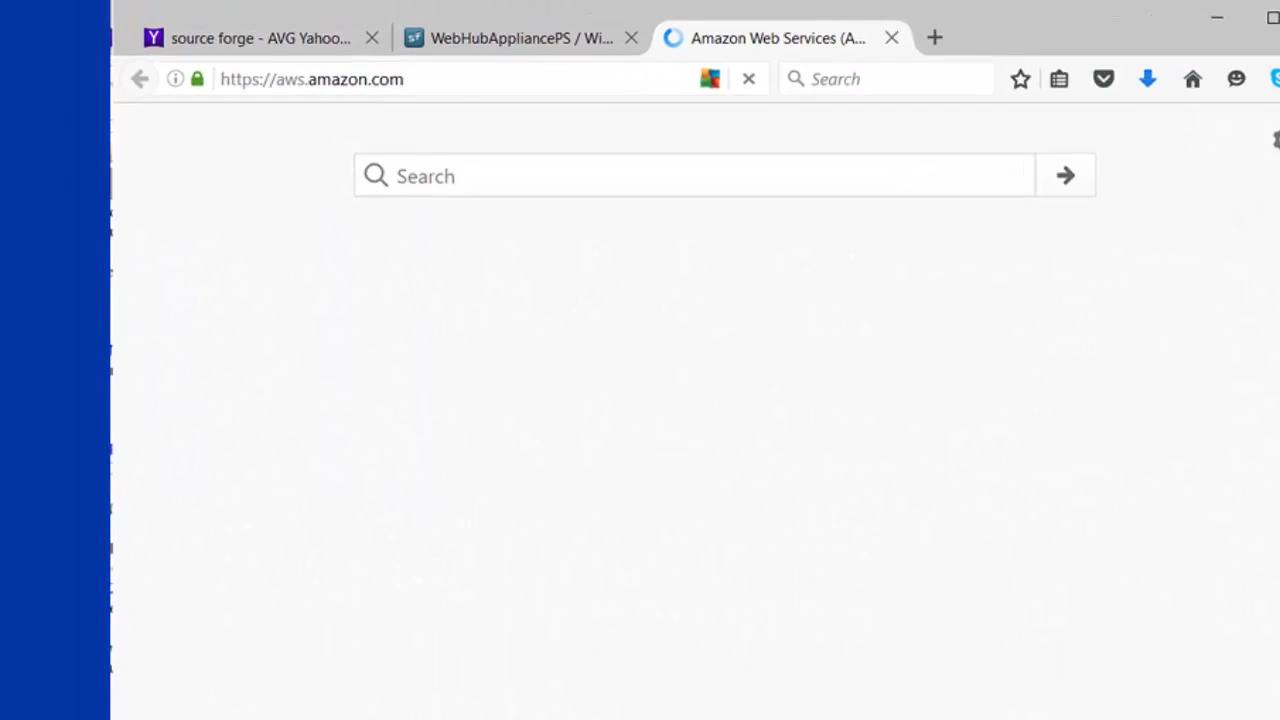 source forge - AVG Yahoo...
WebHubAppliancePS / Wi...
Amazon Web Services (A...
https://aws.amazon.com
Search
Search